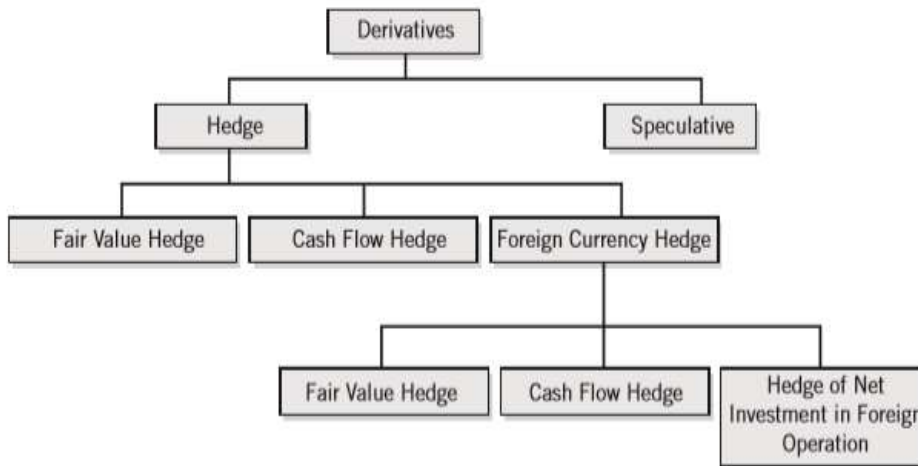 Derivatives
Hedge
Speculative
Fair Value Hedge
Cash Flow Hedge
Foreign Currency Hedge
Fair Value Hedge
Cash Flow Hedge
Hedge of Net
Investment in Foreign
Operation